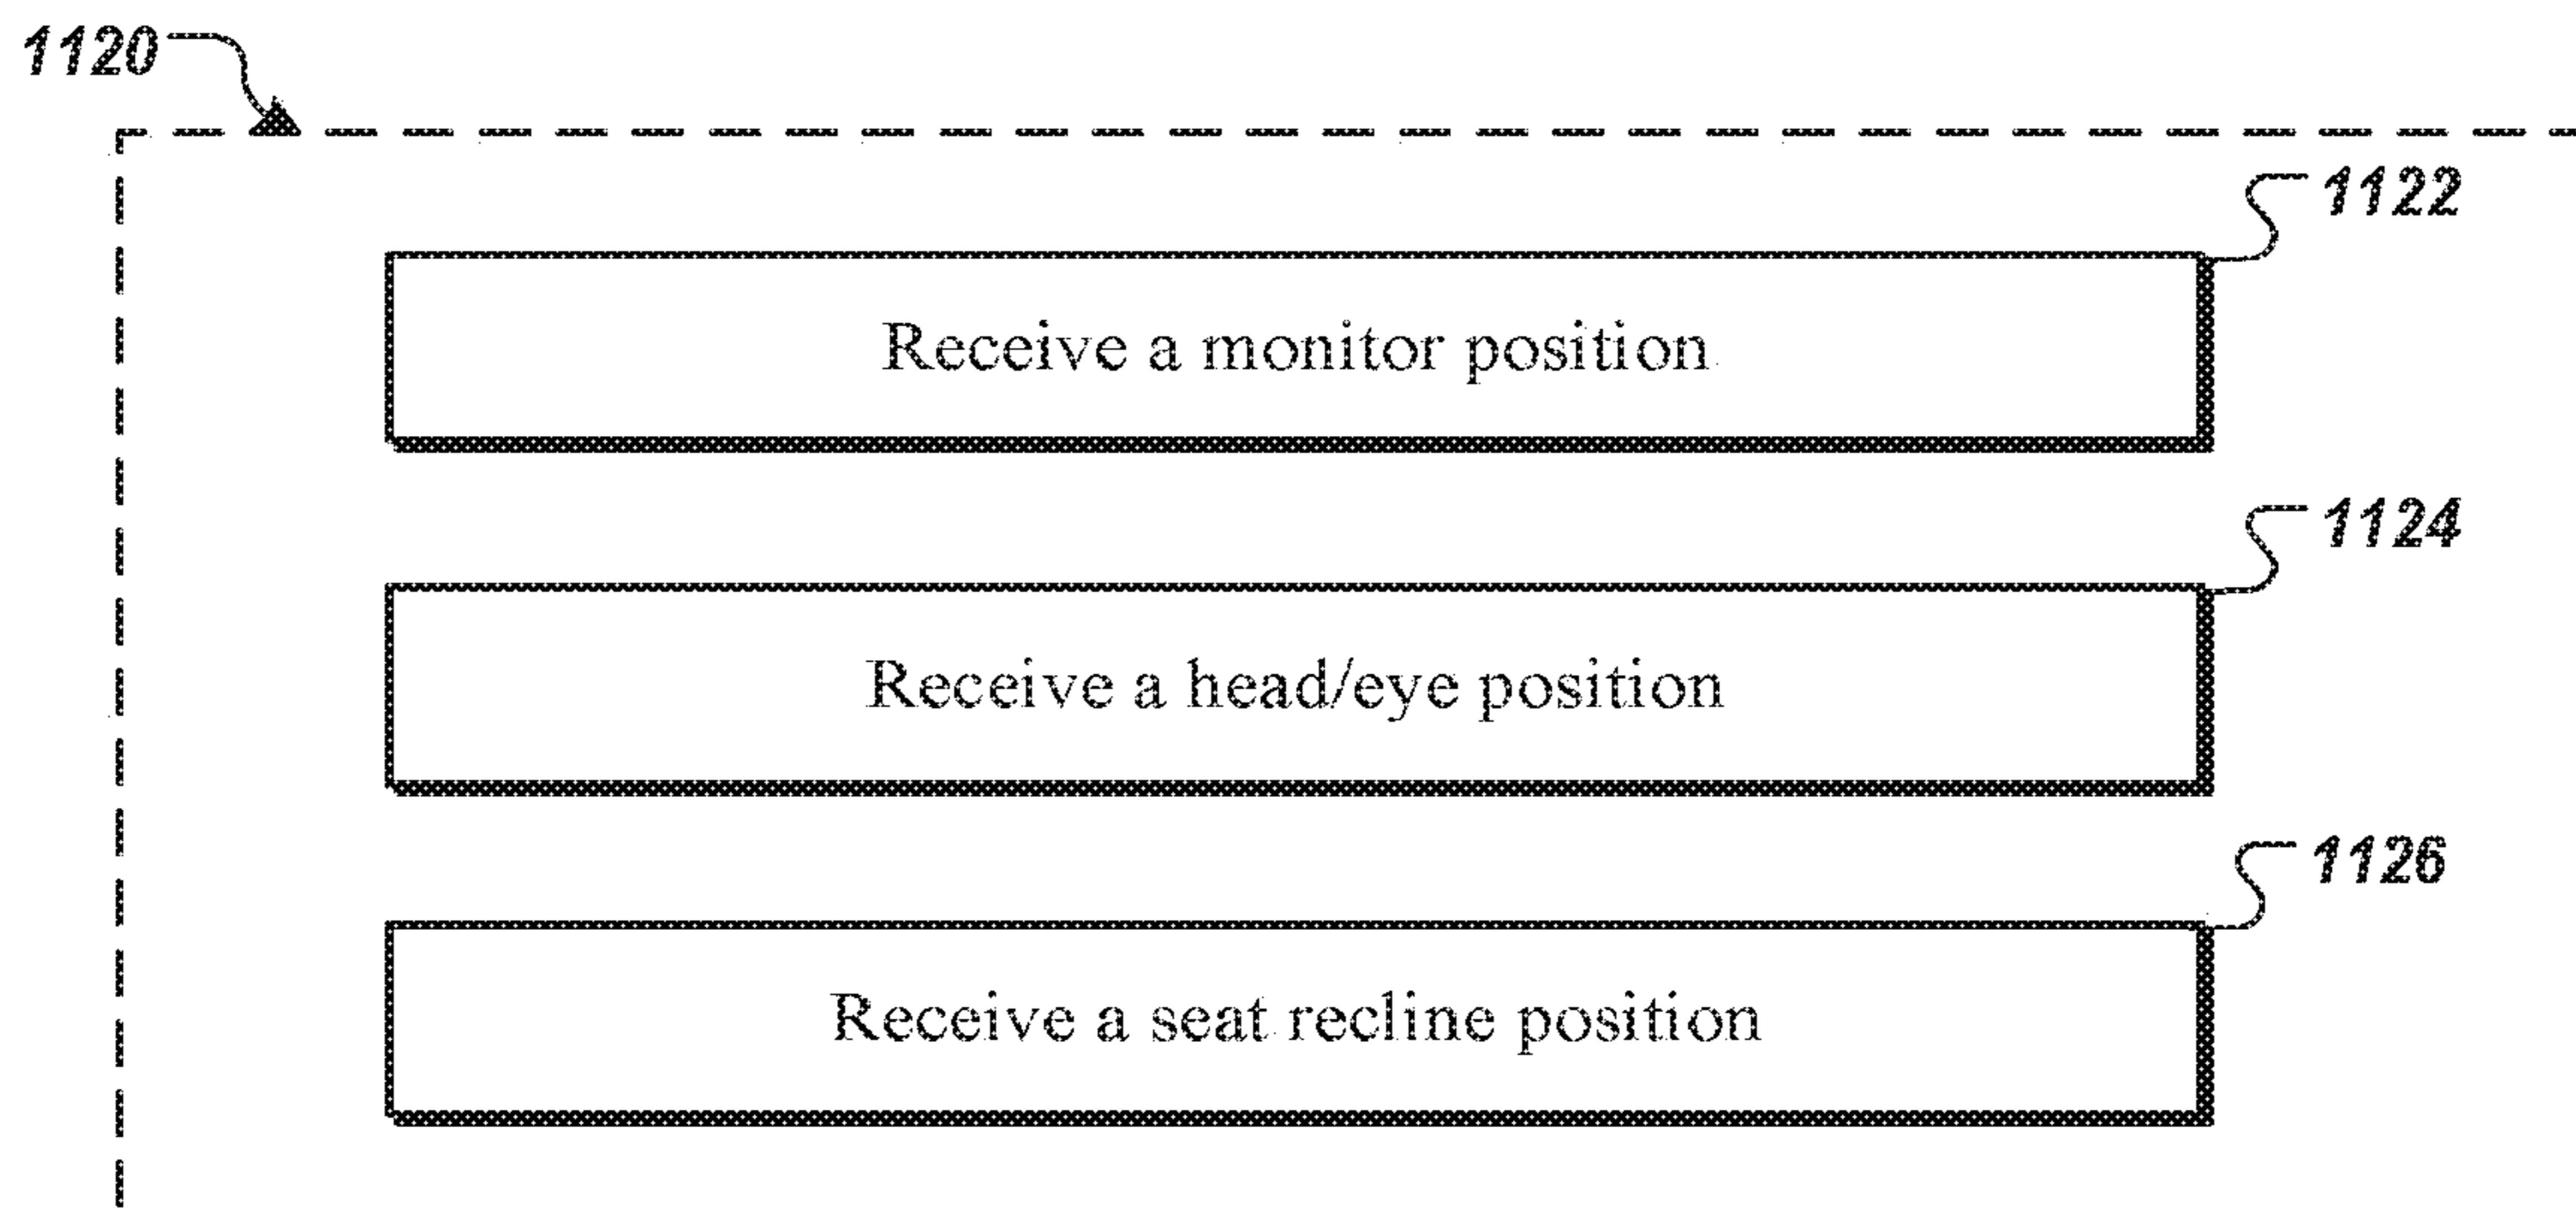 1120
1122
Receive a monitor position
1124
Receive a head/eye position
1126
Receive a seat recline position